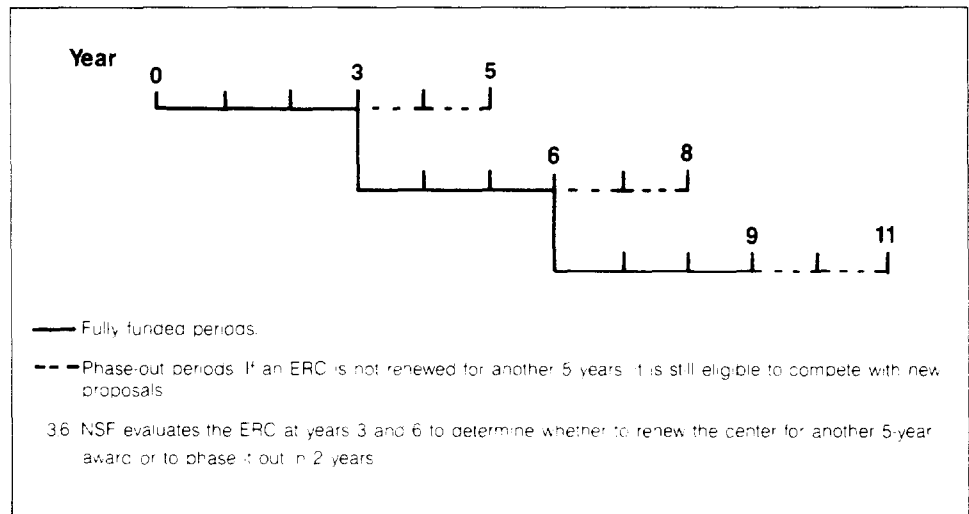 Year
0 3 5
6 8
9 11
Fully funded periods.
Phase-out periods. If an ERC is not renewed for another 5 years it is still eligible to compete with new
proposals
3.6 NSF evaluates the ERC at years 3 and 6 to determine whether to renew the center for another 5-year
award or to phase it out in 2 years